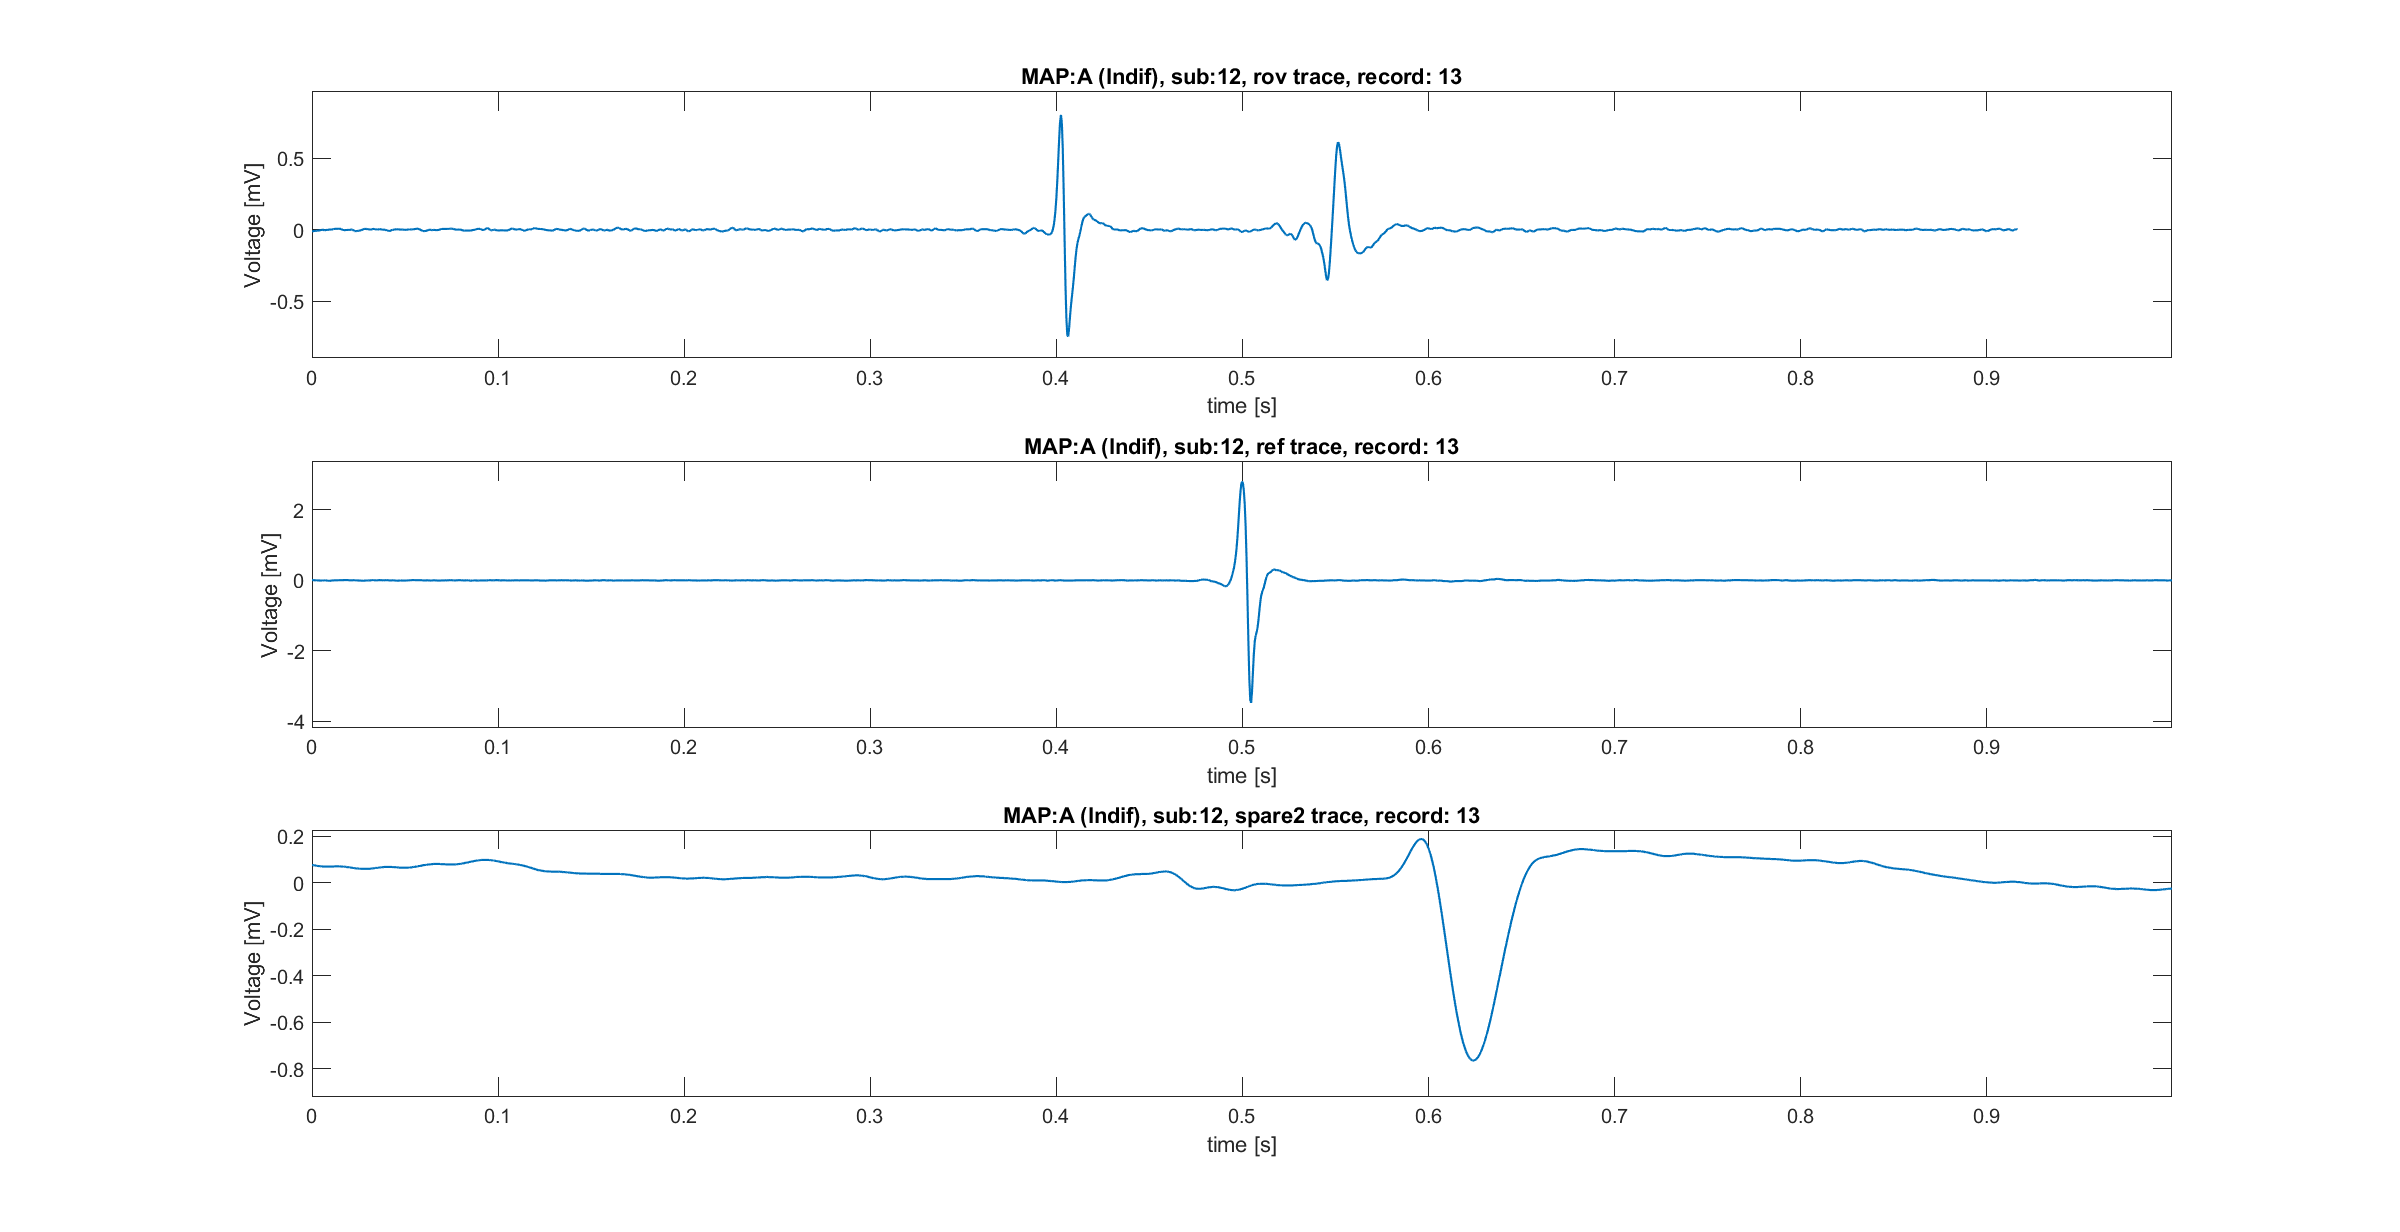 MAP:A (Indif), sub:12, rov trace, record: 13
Voltage [mV]
0.5
0
-0.5
0 0.1 0.2 0.3 0.4 0.5 0.6 0.7 0.8 0.9
time [s]
MAP:A (Indif), sub:12, ref trace, record: 13
Voltage [mV]
2
0
-2
-4
0 0.1 0.2 0.3 0.4 0.5 0.6 0.7 0.8 0.9
time [s]
MAP:A (Indif), sub:12, spare2 trace, record: 13
Voltage [mV]
0.2
0
-0.2
-0.4
-0.6
-0.8
0 0.1 0.2 0.3 0.4 0.5 0.6 0.7 0.8 0.9
time [s]